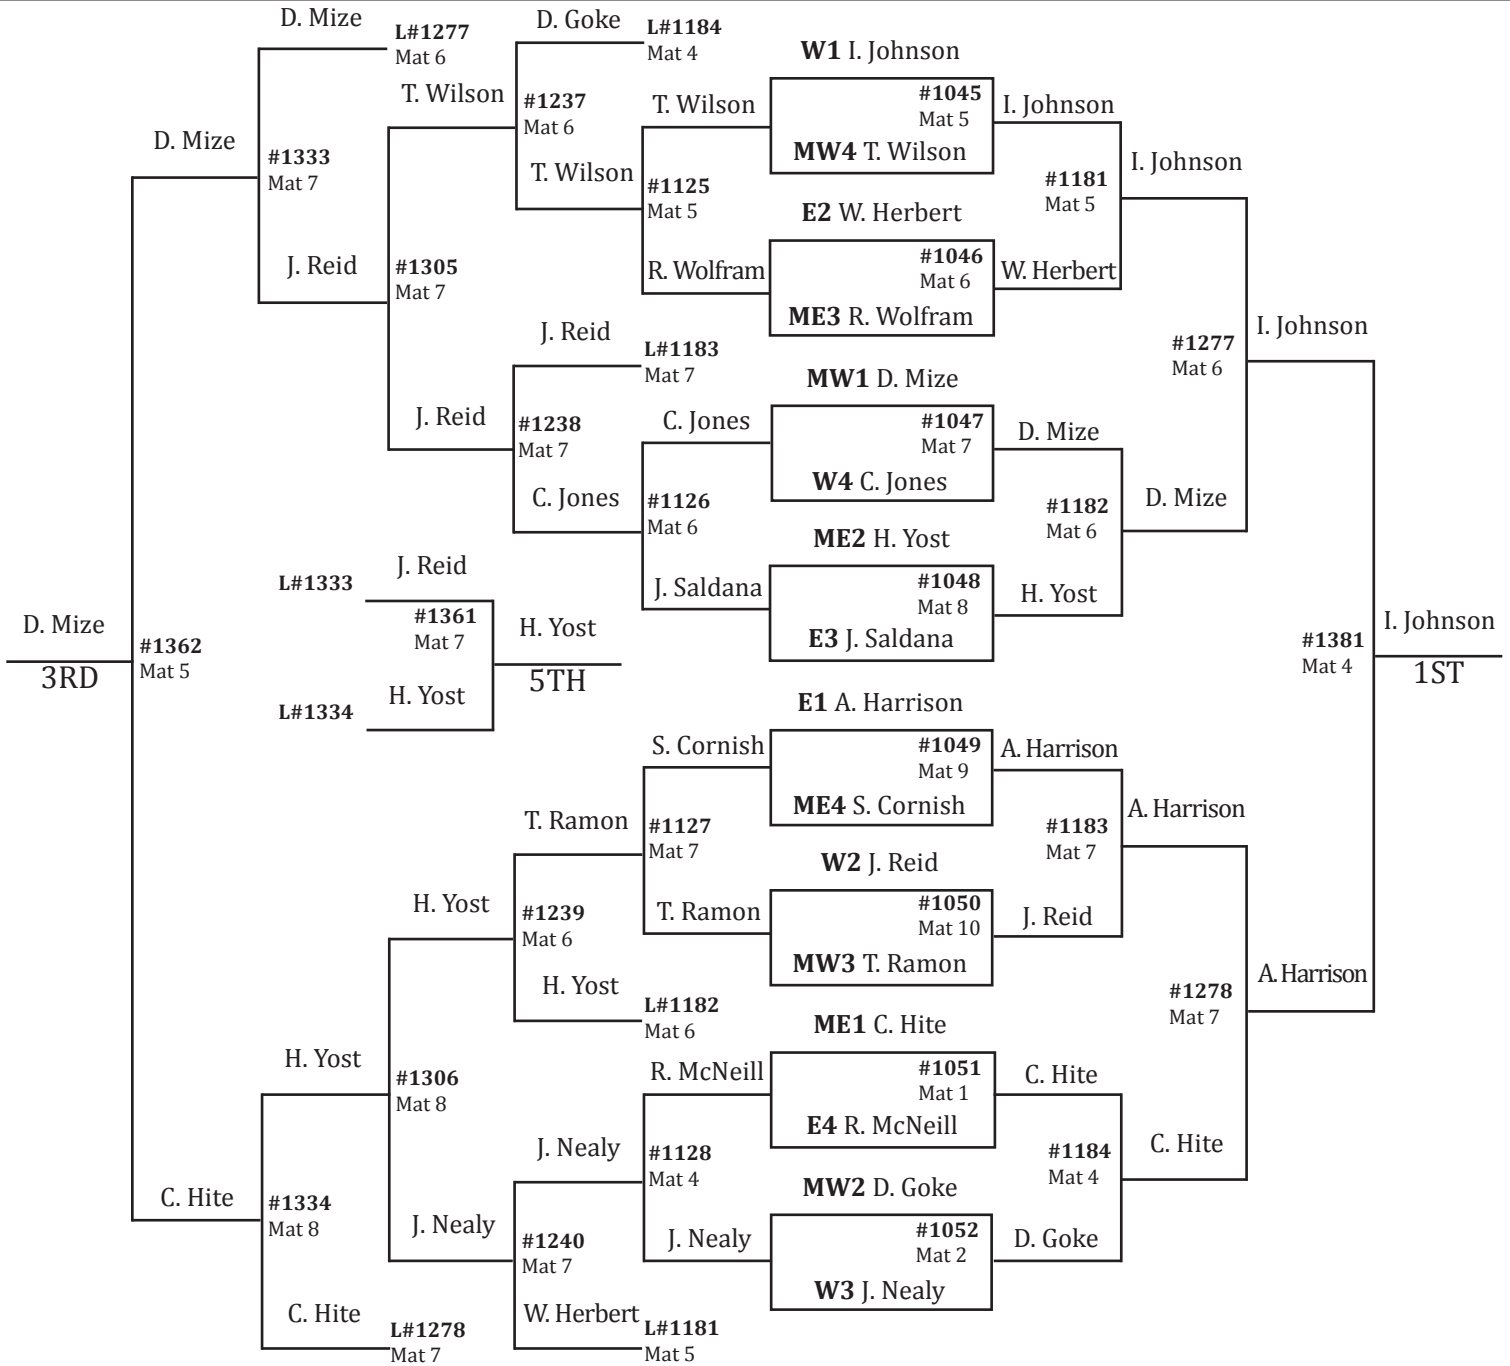 D. Mize
D. Goke
L#1277
Mat 6
L#1184
Mat 4
W1 I. Johnson
T. Wilson
#1237
Mat 6
T. Wilson
#1045
Mat 5
I. Johnson
D. Mize
#1333
Mat 7
T. Wilson
#1125
Mat 5
MW4 T. Wilson
#1181
Mat 5
I. Johnson
E2 W. Herbert
J. Reid
#1305
Mat 7
R. Wolfram
#1046
Mat 6
W. Herbert
ME3 R. Wolfram
J. Reid
L#1183
Mat 7
#1277
Mat 6
I. Johnson
MW1 D. Mize
J. Reid
#1238
Mat 7
C. Jones
#1047
Mat 7
D. Mize
W4 C. Jones
C. Jones
#1126
Mat 6
#1182
Mat 6
D. Mize
ME2 H. Yost
J. Reid
L#1333
J. Saldana
#1048
Mat 8
H. Yost
D. Mize
3RD
#1362
Mat 5
#1361
Mat 7
H. Yost
5TH
E3 J. Saldana
#1381
Mat 4
I. Johnson
1ST
H. Yost
L#1334
E1 A. Harrison
S. Cornish
#1049
Mat 9
A. Harrison
ME4 S. Cornish
T. Ramon
#1127
Mat 7
#1183
Mat 7
A. Harrison
W2 J. Reid
H. Yost
#1239
Mat 6
T. Ramon
#1050
Mat 10
J. Reid
MW3 T. Ramon
H. Yost
L#1182
Mat 6
#1278
Mat 7
A. Harrison
ME1 C. Hite
H. Yost
#1306
Mat 8
R. McNeill
#1051
Mat 1
C. Hite
E4 R. McNeill
J. Nealy
#1128
Mat 4
#1184
Mat 4
C. Hite
MW2 D. Goke
C. Hite
#1334
Mat 8
J. Nealy
#1240
Mat 7
J. Nealy
#1052
Mat 2
D. Goke
W3 J. Nealy
C. Hite
L#1278
Mat 7
W. Herbert
L#1181
Mat 5